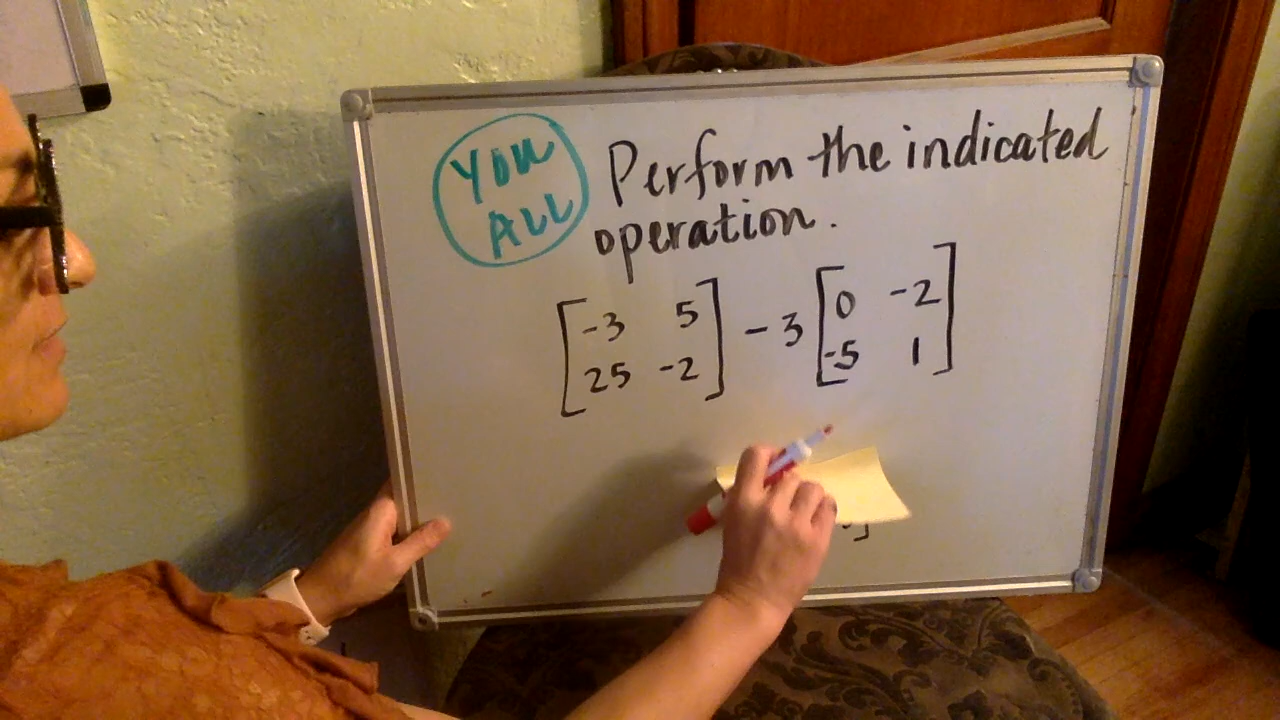 YOU
ALL
Perform the indicated
operation.
[-3 5] - 3 [0 -2]
[25 -2] [-5 1]